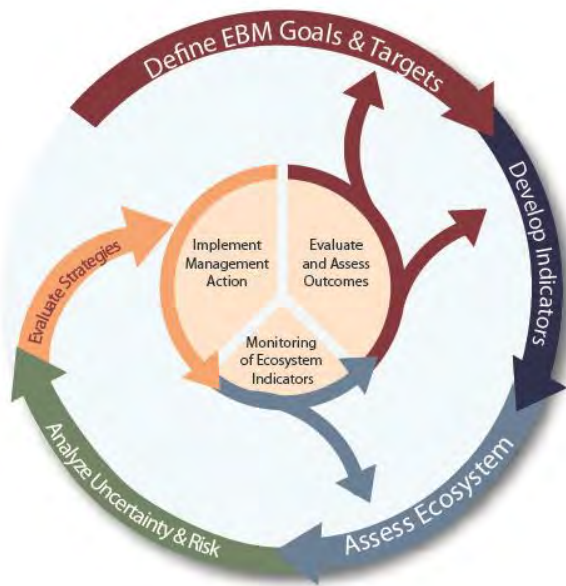 Define EBM Goals & Targets
Develop Indicators
Assess Ecosystem
Analyze Uncertainty & Risk
Evaluate Strategies
Implement
Management
Action
Evaluate
and Assess
Outcomes
Monitoring
of Ecosystem
Indicators